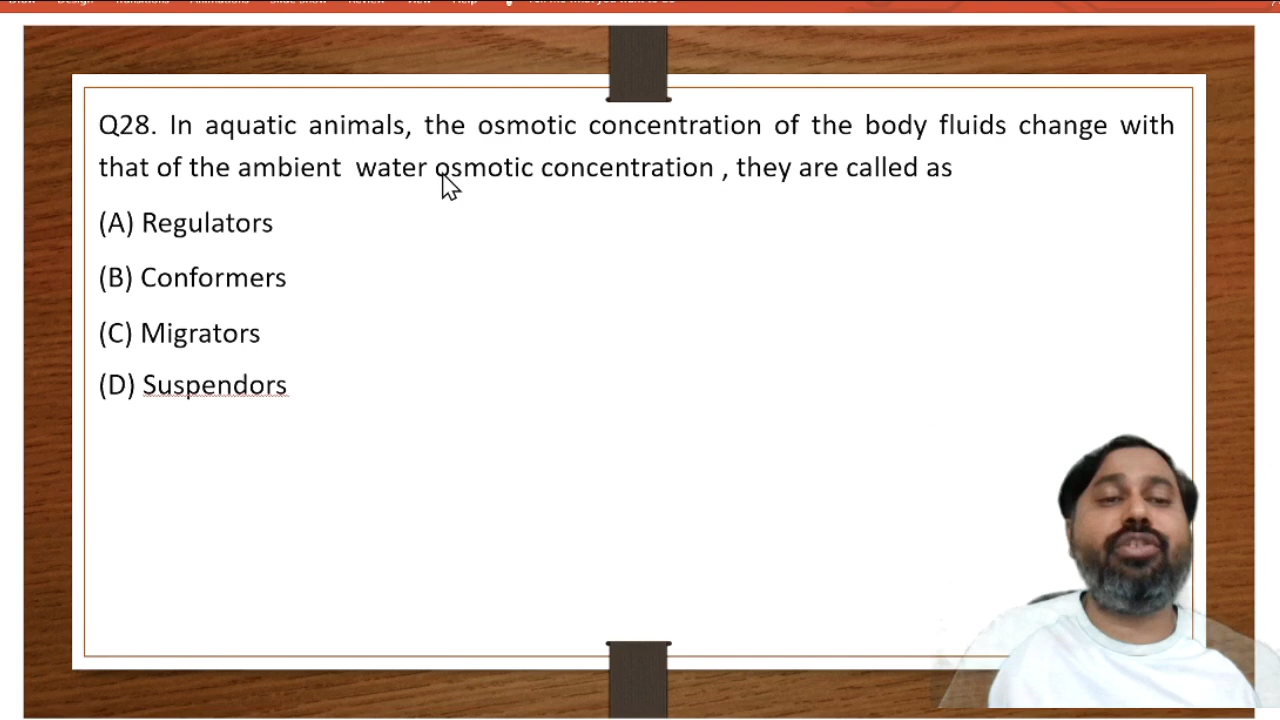 Q28. In aquatic animals, the osmotic concentration of the body fluids change with
that of the ambient water osmotic concentration , they are called as
(A) Regulators
(B) Conformers
(C) Migrators
(D) Suspendors